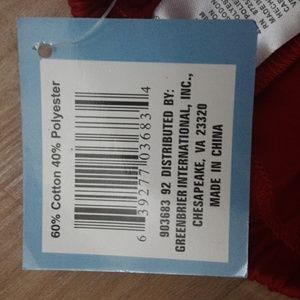 60% Cotton 40% Polyester
6 39277 03683 4
903683 92 DISTRIBUTED BY:
GREENBRIER INTERNATIONAL, INC.,
CHESAPEAKE, VA 23320
MADE IN CHINA